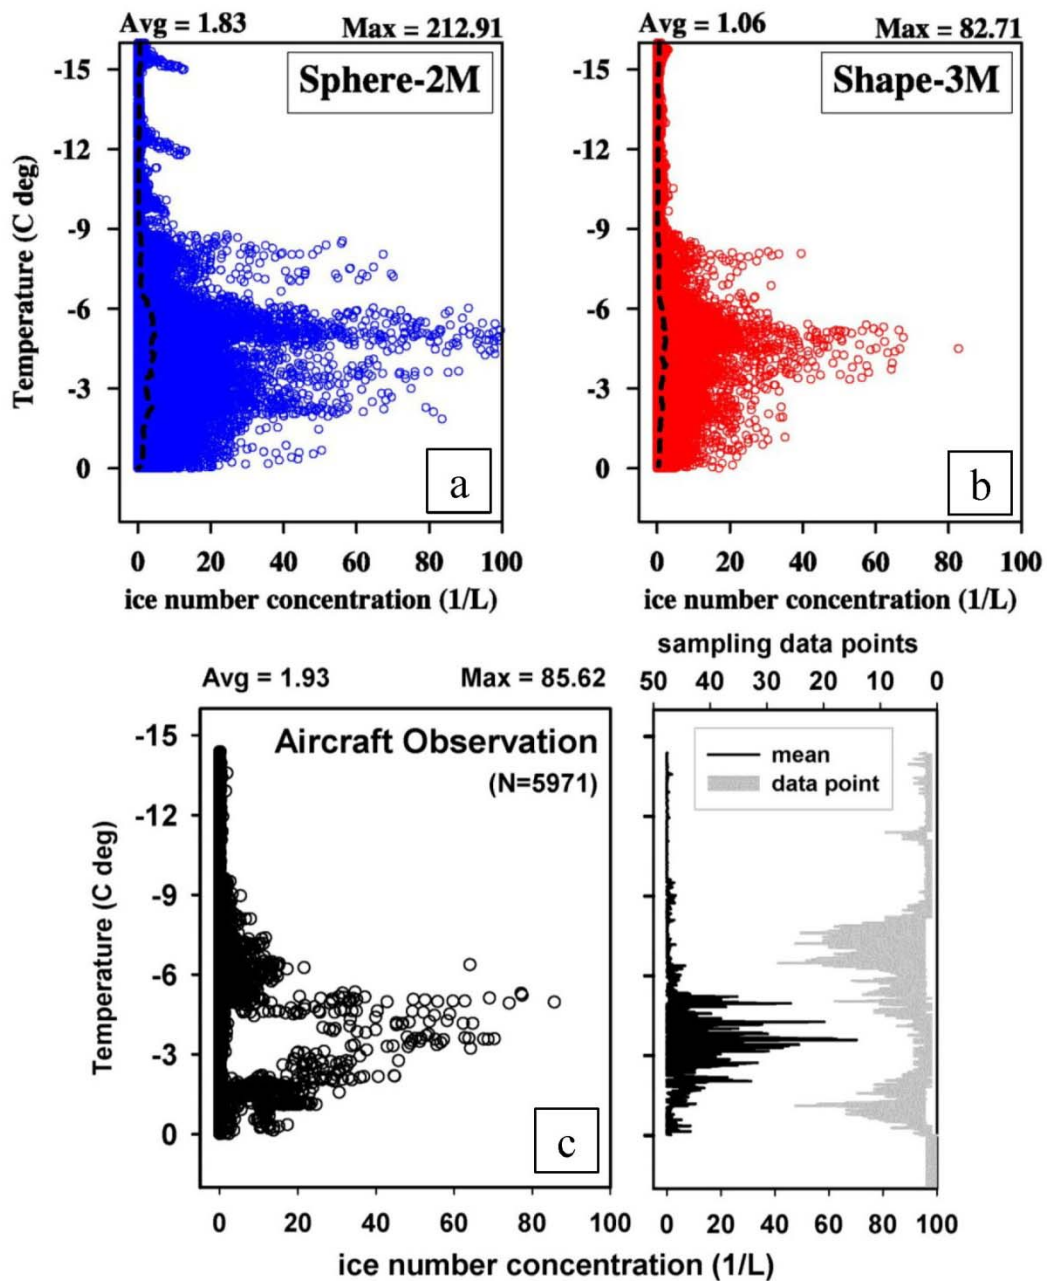 Avg = 1.83 Max = 212.91
Sphere-2M
Temperature (C deg)
-15
-12
-9
-6
-3
0
a
0 20 40 60 80 100
ice number concentration (1/L)
Avg = 1.06 Max = 82.71
Shape-3M
-15
-12
-9
-6
-3
0
b
0 20 40 60 80 100
ice number concentration (1/L)
Avg = 1.93 Max = 85.62
Aircraft Observation
(N=5971)
Temperature (C deg)
-15
-12
-9
-6
-3
0
c
0 20 40 60 80 100
sampling data points
50 40 30 20 10 0
mean
data point
0 20 40 60 80 100
ice number concentration (1/L)